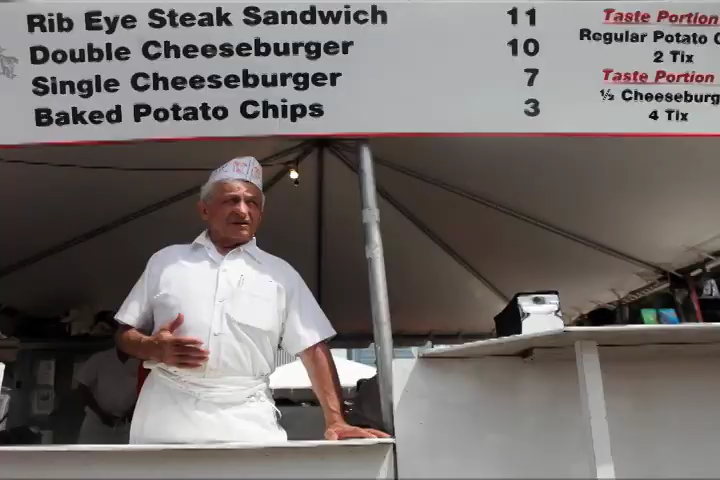 Rib Eye Steak Sandwich 11
Double Cheeseburger 10
Single Cheeseburger 7
Baked Potato Chips 3
Taste Portion
Regular Potato C
2 Tix
Taste Portion
½ Cheeseburg
4 Tix